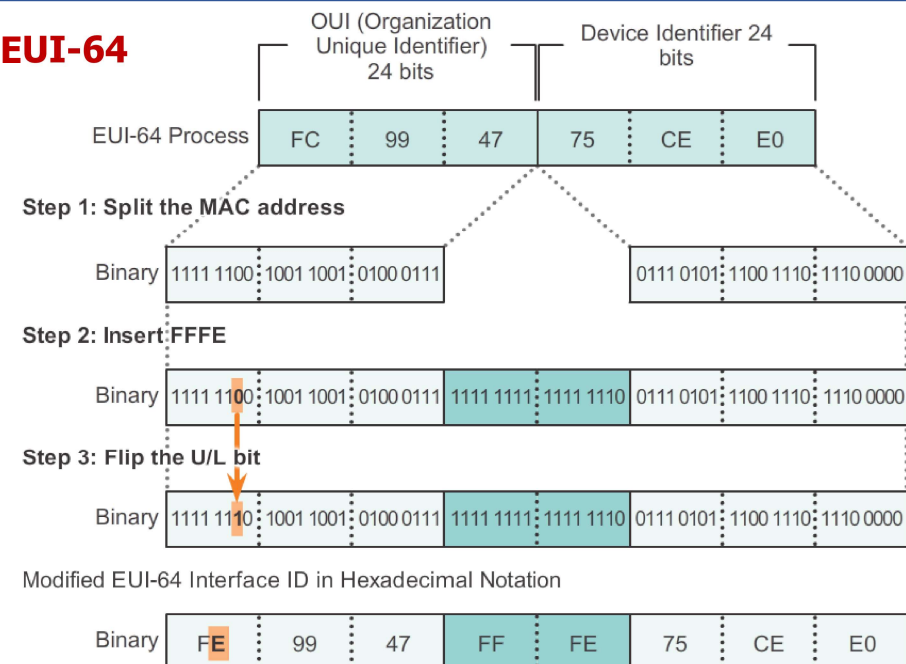 EUI-64
OUI (Organization
Unique Identifier)
24 bits
Device Identifier 24
bits
EUI-64 Process FC 99 47 75 CE E0
Step 1: Split the MAC address
Binary 1111 1100 1001 1001 0100 0111 0111 0101 1100 1110 1110 0000
Step 2: Insert FFFE
Binary 1111 1100 1001 1001 0100 0111 1111 1111 1111 1110 0111 0101 1100 1110 1110 0000
Step 3: Flip the U/L bit
Binary 1111 1110 1001 1001 0100 0111 1111 1111 1111 1110 0111 0101 1100 1110 1110 0000
Modified EUI-64 Interface ID in Hexadecimal Notation
Binary FE 99 47 FF FE 75 CE E0